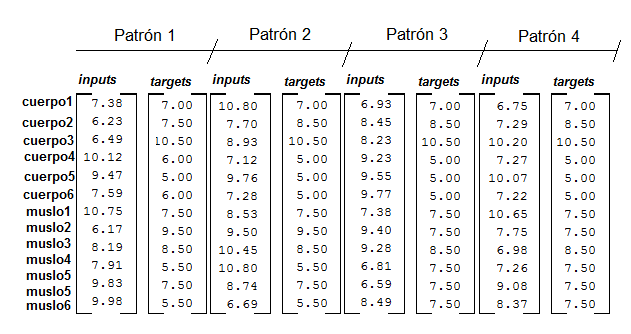 Patrón 1 Patrón 2 Patrón 3 Patrón 4
inputs targets inputs targets inputs targets inputs targets
cuerpo1 7.38 7.00 10.80 7.00 6.93 7.00 6.75 7.00
cuerpo2 6.23 7.50 7.70 8.50 8.45 8.50 7.29 8.50
cuerpo3 6.49 10.50 8.93 10.50 8.23 10.50 10.20 10.50
cuerpo4 10.12 6.00 7.12 5.00 9.23 5.00 7.27 5.00
cuerpo5 9.47 5.00 9.76 5.00 9.55 5.00 10.07 5.00
cuerpo6 7.59 6.00 7.28 5.00 9.77 5.00 7.22 5.00
muslo1 10.75 7.50 8.53 7.50 7.38 7.50 10.65 7.50
muslo2 6.17 9.50 9.50 9.50 9.40 7.50 7.75 7.50
muslo3 8.19 8.50 10.45 8.50 9.28 8.50 6.98 8.50
muslo4 7.91 5.50 10.80 5.50 6.81 7.50 7.26 7.50
muslo5 9.83 7.50 8.74 7.50 6.59 7.50 9.08 7.50
muslo5
muslo6 9.98 5.50 6.69 5.50 8.49 7.50 8.37 7.50